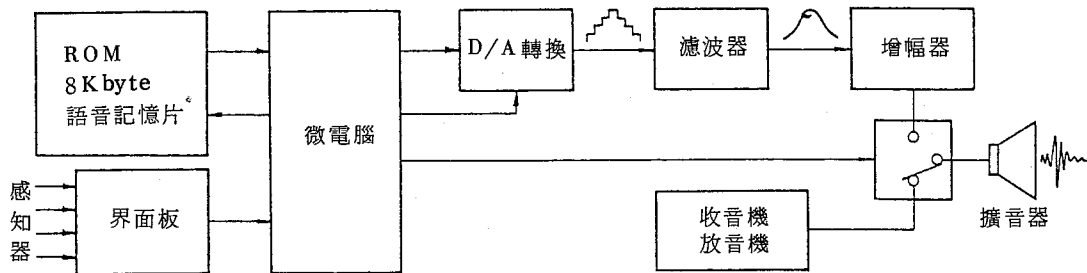 ROM
8Kbyte
語音記憶片
微電腦
D/A轉換
濾波器
增幅器
感知器
界面板
收音機
放音機
擴音器